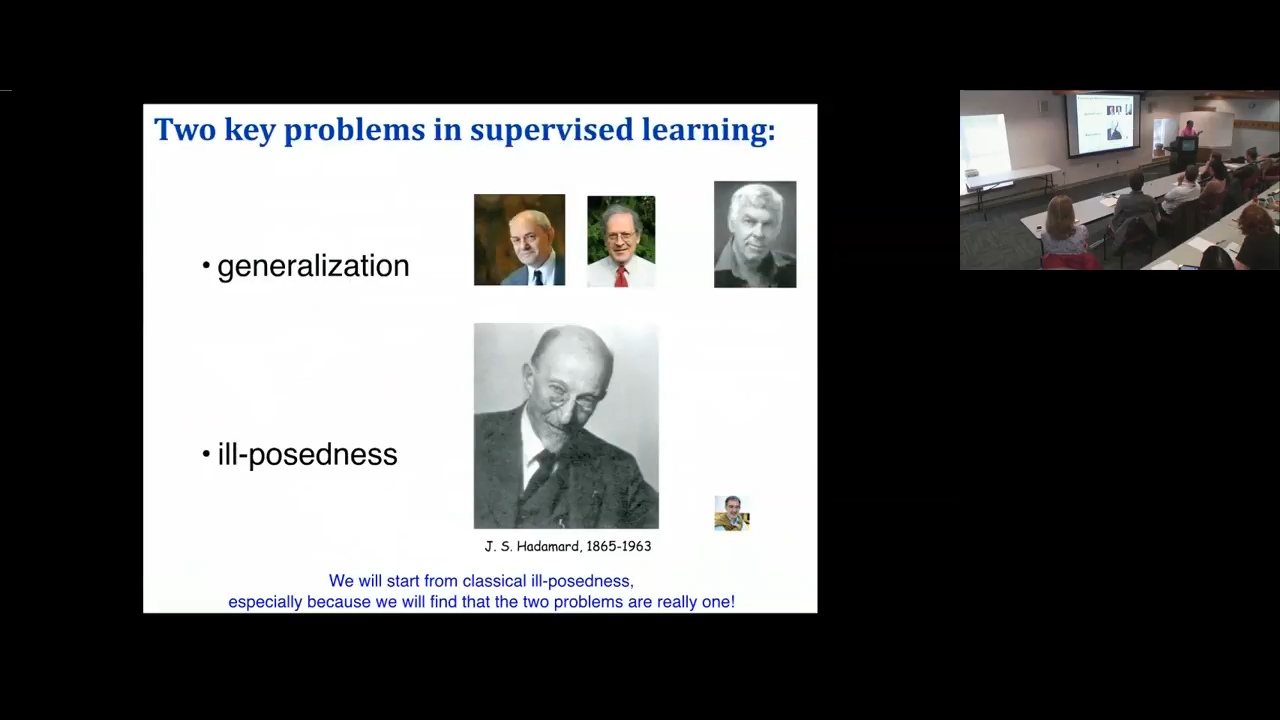 Two key problems in supervised learning:
• generalization
• ill-posedness
J. S. Hadamard, 1865-1963
We will start from classical ill-posedness,
especially because we will find that the two problems are really one!